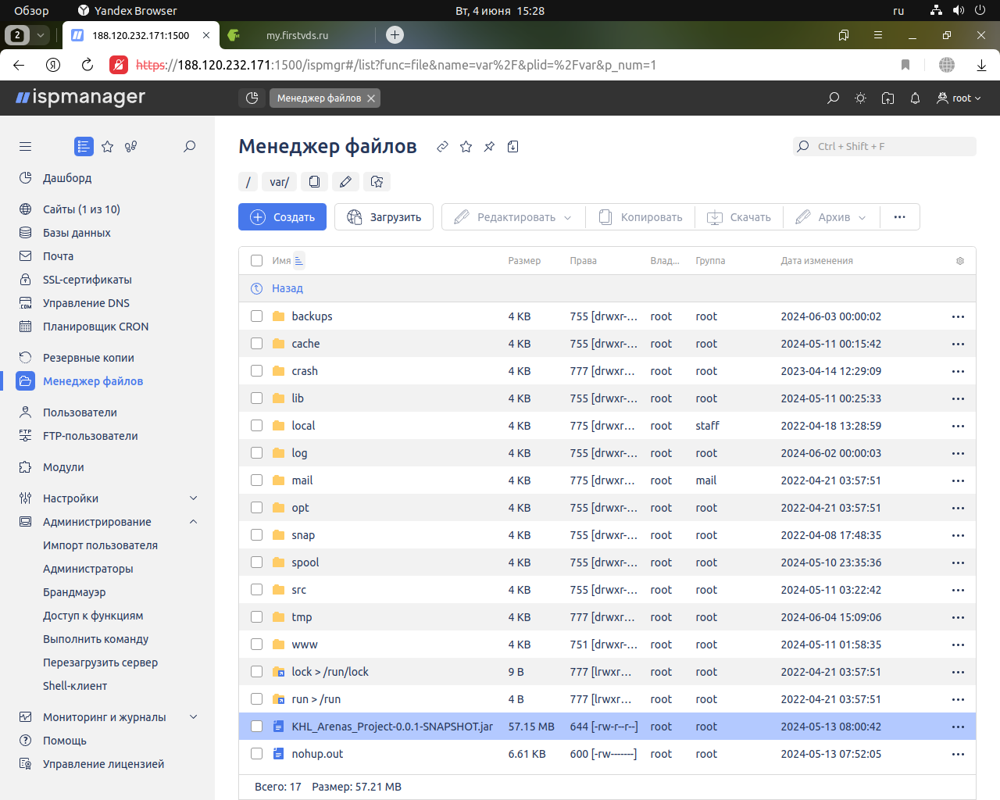 Обзор Yandex Browser Вт, 4 июня 15:28 ru
2 188.120.232.171:1500 my.firstvds.ru
https://188.120.232.171:1500/ispmgr#/list?func=file&name=var%2F&plid=%2Fvar&p_num=1
ispmanager Менеджер файлов root
Менеджер файлов Ctrl + Shift + F
/ var/
Создать Загрузить Редактировать Копировать Скачать Архив
Дашборд
Сайты (1 из 10)
Базы данных
Почта
SSL-сертификаты
.COM Управление DNS
Планировщик CRON
Резервные копии
Менеджер файлов
Пользователи
FTP FTP-пользователи
Модули
Настройки
Администрирование
Импорт пользователя
Администраторы
Брандмауэр
Доступ к функциям
Выполнить команду
Перезагрузить сервер
Shell-клиент
Мониторинг и журналы
Помощь
Управление лицензией
Имя Размер Права Влад... Группа Дата изменения
Назад
backups 4 KB 755 [drwxr-... root root 2024-06-03 00:00:02
cache 4 KB 755 [drwxr-... root root 2024-05-11 00:15:42
crash 4 KB 777 [drwxr... root root 2023-04-14 12:29:09
lib 4 KB 755 [drwxr-... root root 2024-05-11 00:25:33
local 4 KB 775 [drwxr... root staff 2022-04-18 13:28:59
log 4 KB 755 [drwxr-... root root 2024-06-02 00:00:03
mail 4 KB 775 [drwxr... root mail 2022-04-21 03:57:51
opt 4 KB 755 [drwxr-... root root 2022-04-21 03:57:51
snap 4 KB 755 [drwxr-... root root 2022-04-08 17:48:35
spool 4 KB 755 [drwxr-... root root 2024-05-10 23:35:36
src 4 KB 755 [drwxr-... root root 2024-05-11 03:22:42
tmp 4 KB 777 [drwxr... root root 2024-06-04 15:09:06
www 4 KB 751 [drwxr-... root root 2024-05-11 01:58:35
lock > /run/lock 9 B 777 [lrwxr... root root 2022-04-21 03:57:51
run > /run 4 B 777 [lrwxr... root root 2022-04-21 03:57:51
KHL_Arenas_Project-0.0.1-SNAPSHOT.jar 57.15 MB 644 [-rw-r--r--] root root 2024-05-13 08:00:42
nohup.out 6.61 KB 600 [-rw-------] root root 2024-05-13 07:52:05
Всего: 17 Размер: 57.21 MB